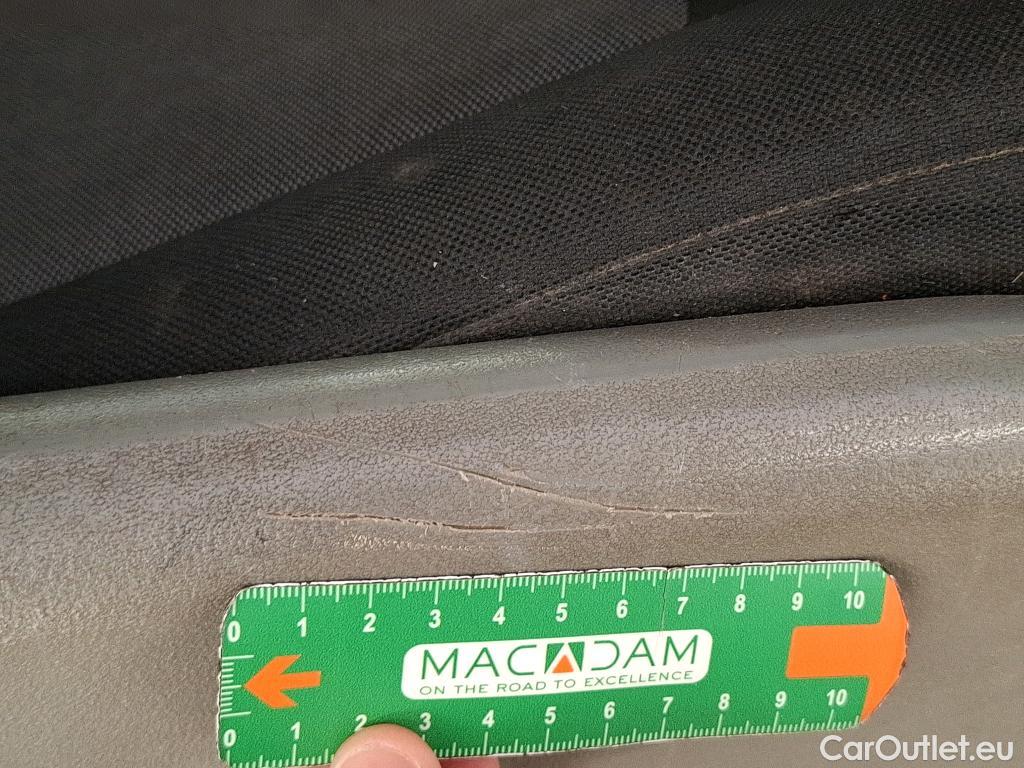 0 1 2 3 4 5 6 7 8 9 10
MACADAM
ON THE ROAD TO EXCELLENCE
0 1 2 3 4 5 6 7 8 9 10
CarOutlet.eu